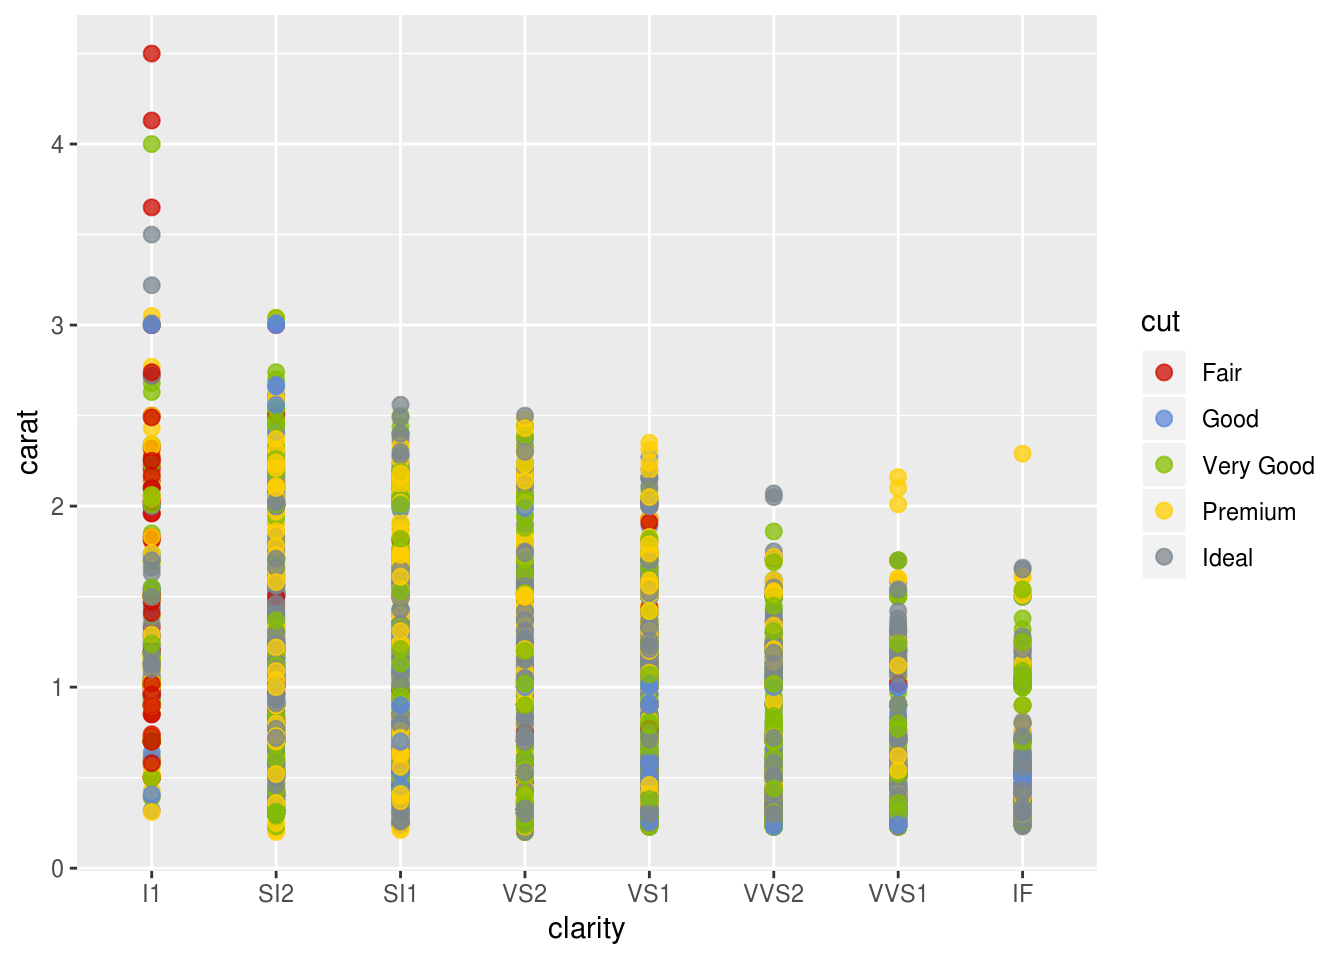 4
3
2
1
0
carat
I1 SI2 SI1 VS2 VS1 VVS2 VVS1 IF
clarity
cut
Fair
Good
Very Good
Premium
Ideal